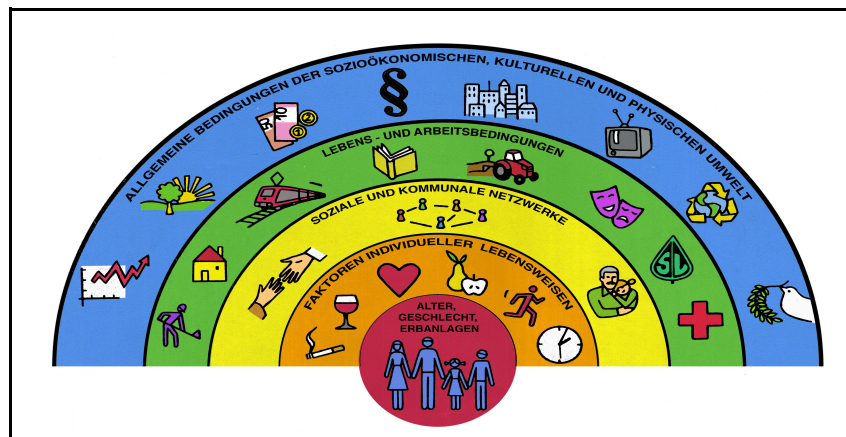 ALLGEMEINE BEDINGUNGEN DER SOZIOÖKONOMISCHEN, KULTURELLEN UND PHYSISCHEN UMWELT
§
LEBENS - UND ARBEITSBEDINGUNGEN
SOZIALE UND KOMMUNALE NETZWERKE
FAKTOREN INDIVIDUELLER LEBENSWEISEN
ALTER,
GESCHLECHT,
ERBANLAGEN